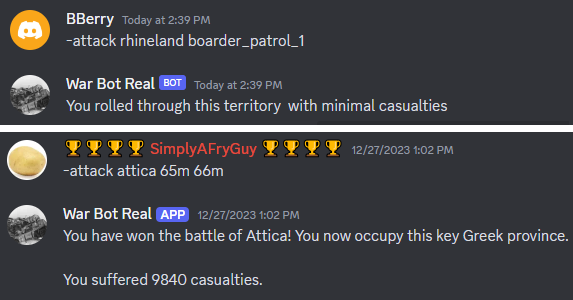 BBerry Today at 2:39 PM
-attack rhineland boarder_patrol_1
War Bot Real BOT Today at 2:39 PM
You rolled through this territory with minimal casualties
🏆🏆🏆🏆 SimplyAFryGuy 🏆🏆🏆🏆 12/27/2023 1:02 PM
-attack attica 65m 66m
War Bot Real APP 12/27/2023 1:02 PM
You have won the battle of Attica! You now occupy this key Greek province.
You suffered 9840 casualties.